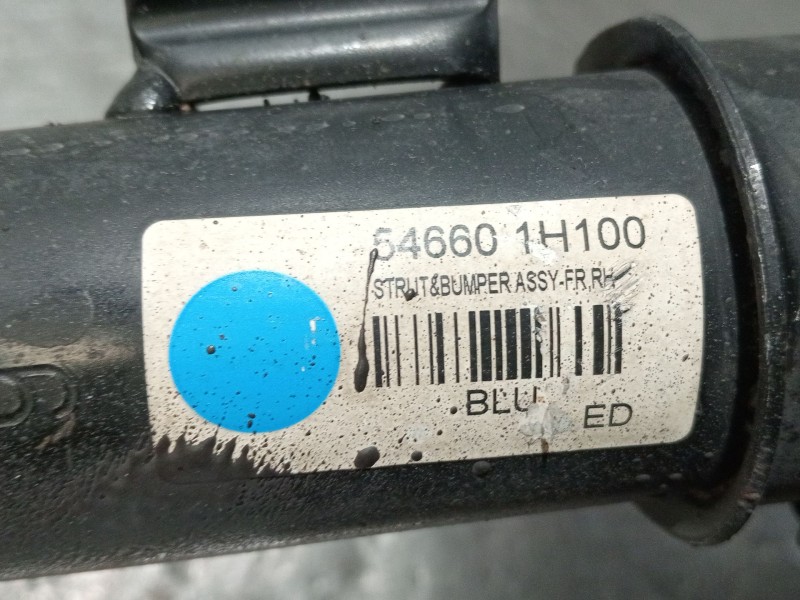 54660 1H100
STRUT&BUMPER ASSY-FR,RH
BLU
ED